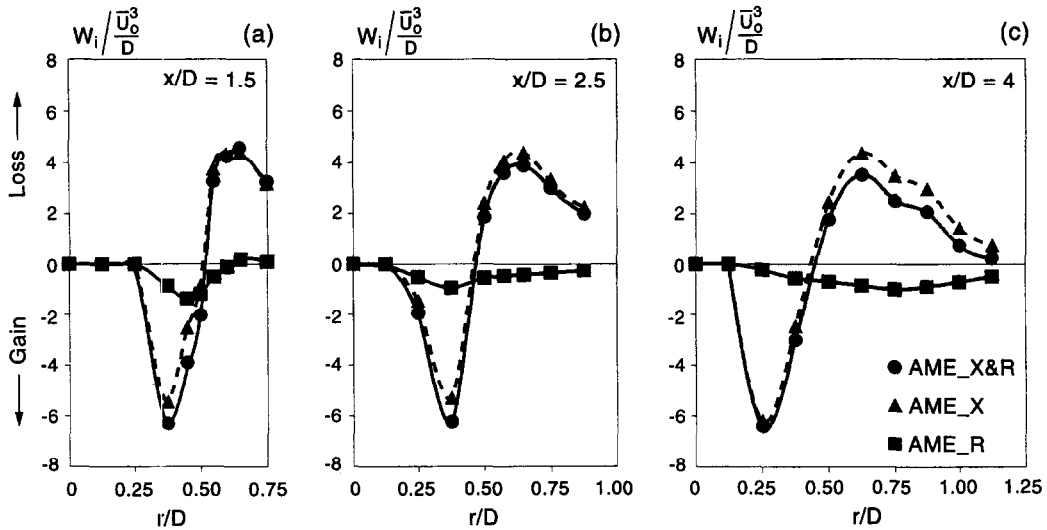 W_i / Ū_o^3 / D (a)
x/D = 1.5
Loss →
← Gain
8
6
4
2
0
-2
-4
-6
-8
0 0.25 0.50 0.75
r/D
W_i / Ū_o^3 / D (b)
x/D = 2.5
8
6
4
2
0
-2
-4
-6
-8
0 0.25 0.50 0.75 1.00
r/D
W_i / Ū_o^3 / D (c)
x/D = 4
8
6
4
2
0
-2
-4
-6
-8
AME_X&R
AME_X
AME_R
0 0.25 0.50 0.75 1.00 1.25
r/D